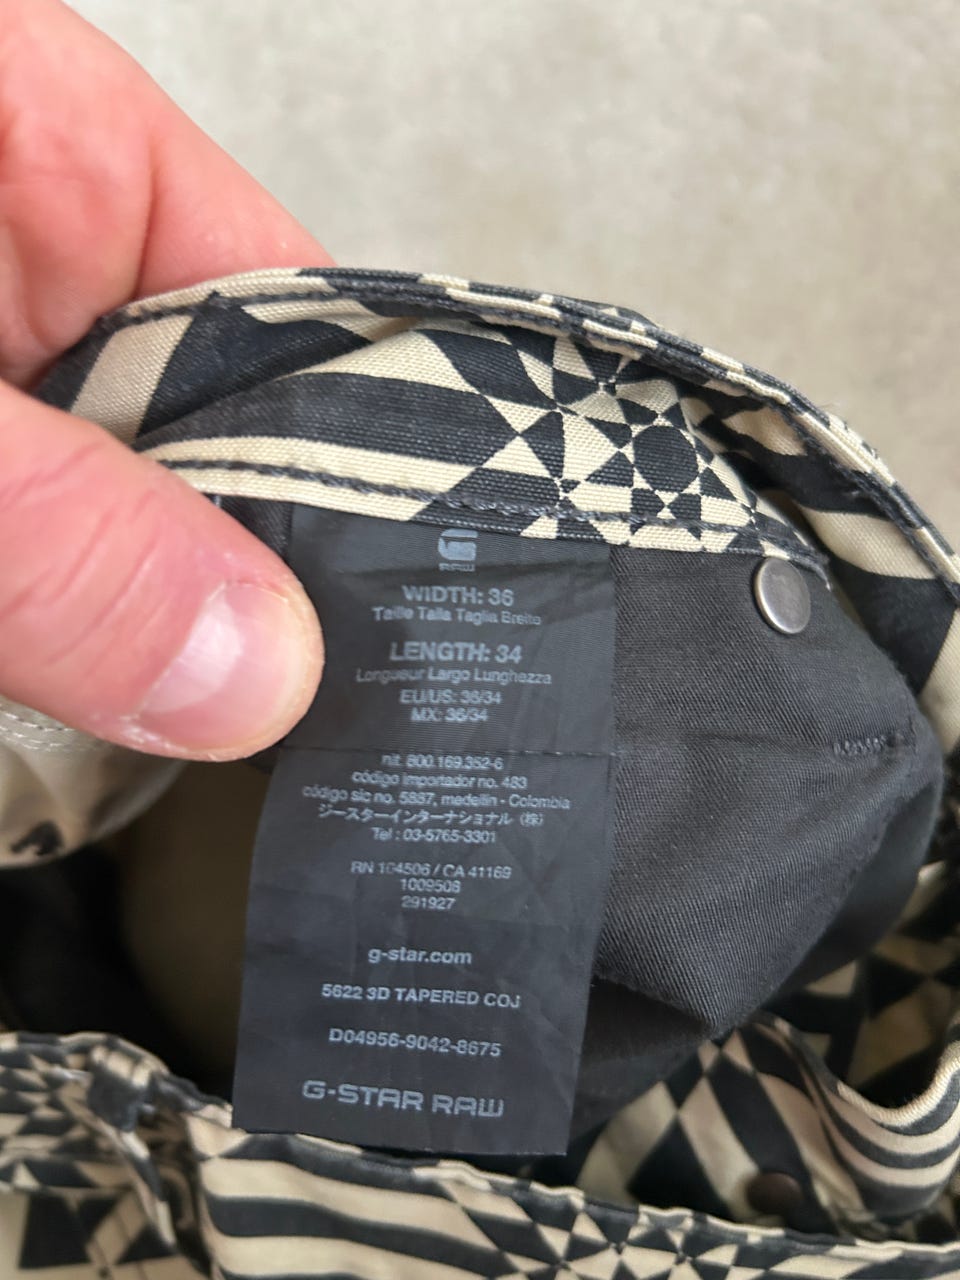 RAW
WIDTH: 36
Taille Talla Taglia Breite
LENGTH: 34
Longueur Largo Lunghezza
EU/US: 36/34
MX: 36/34
nit. 800.169.352-6
código importador no. 483
código sic no. 5837, medellin - Colombia
ジースターインターナショナル（株）
Tel : 03-5765-3301
RN 104506 / CA 41169
1009508
291927
g-star.com
5622 3D TAPERED COJ
D04956-9042-8675
G-STAR RAW